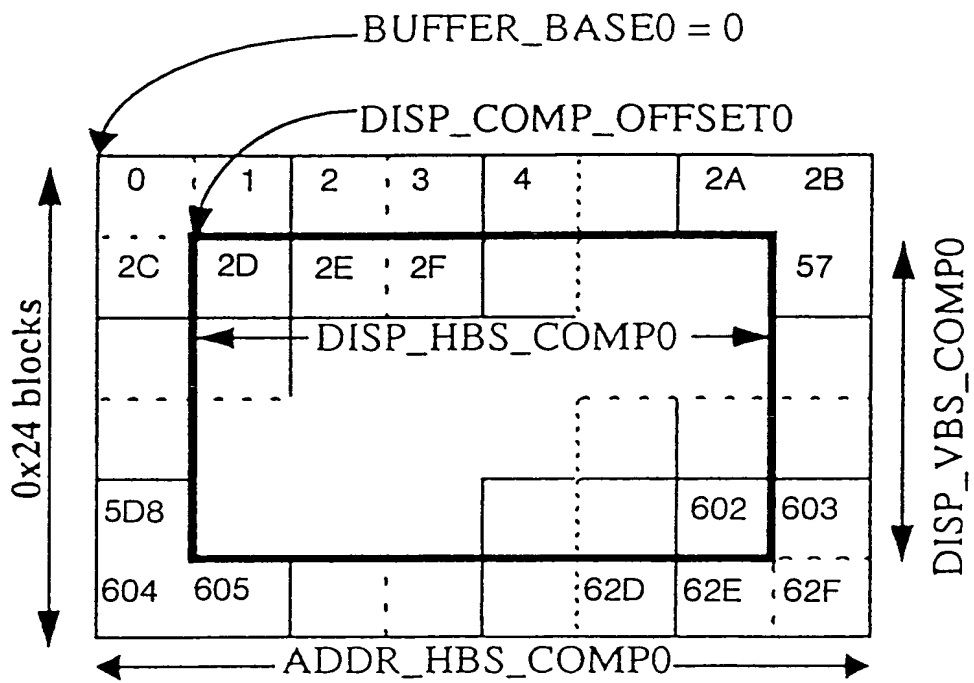 BUFFER_BASE0 = 0
DISP_COMP_OFFSET0
0 1 2 3 4 2A 2B
2C 2D 2E 2F 57
DISP_HBS_COMP0
0x24 blocks
DISP_VBS_COMP0
5D8 602 603
604 605 62D 62E 62F
ADDR_HBS_COMP0